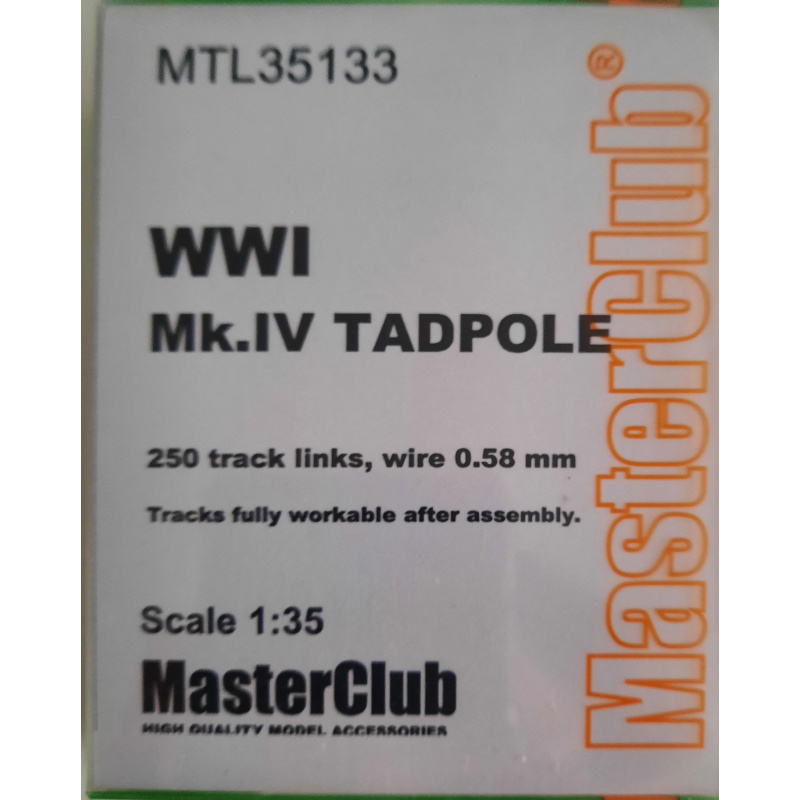 MTL35133
WWI
Mk.IV TADPOLE
250 track links, wire 0.58 mm
Tracks fully workable after assembly.
Scale 1:35
MasterClub
HIGH QUALITY MODEL ACCESSORIES
MasterClub®